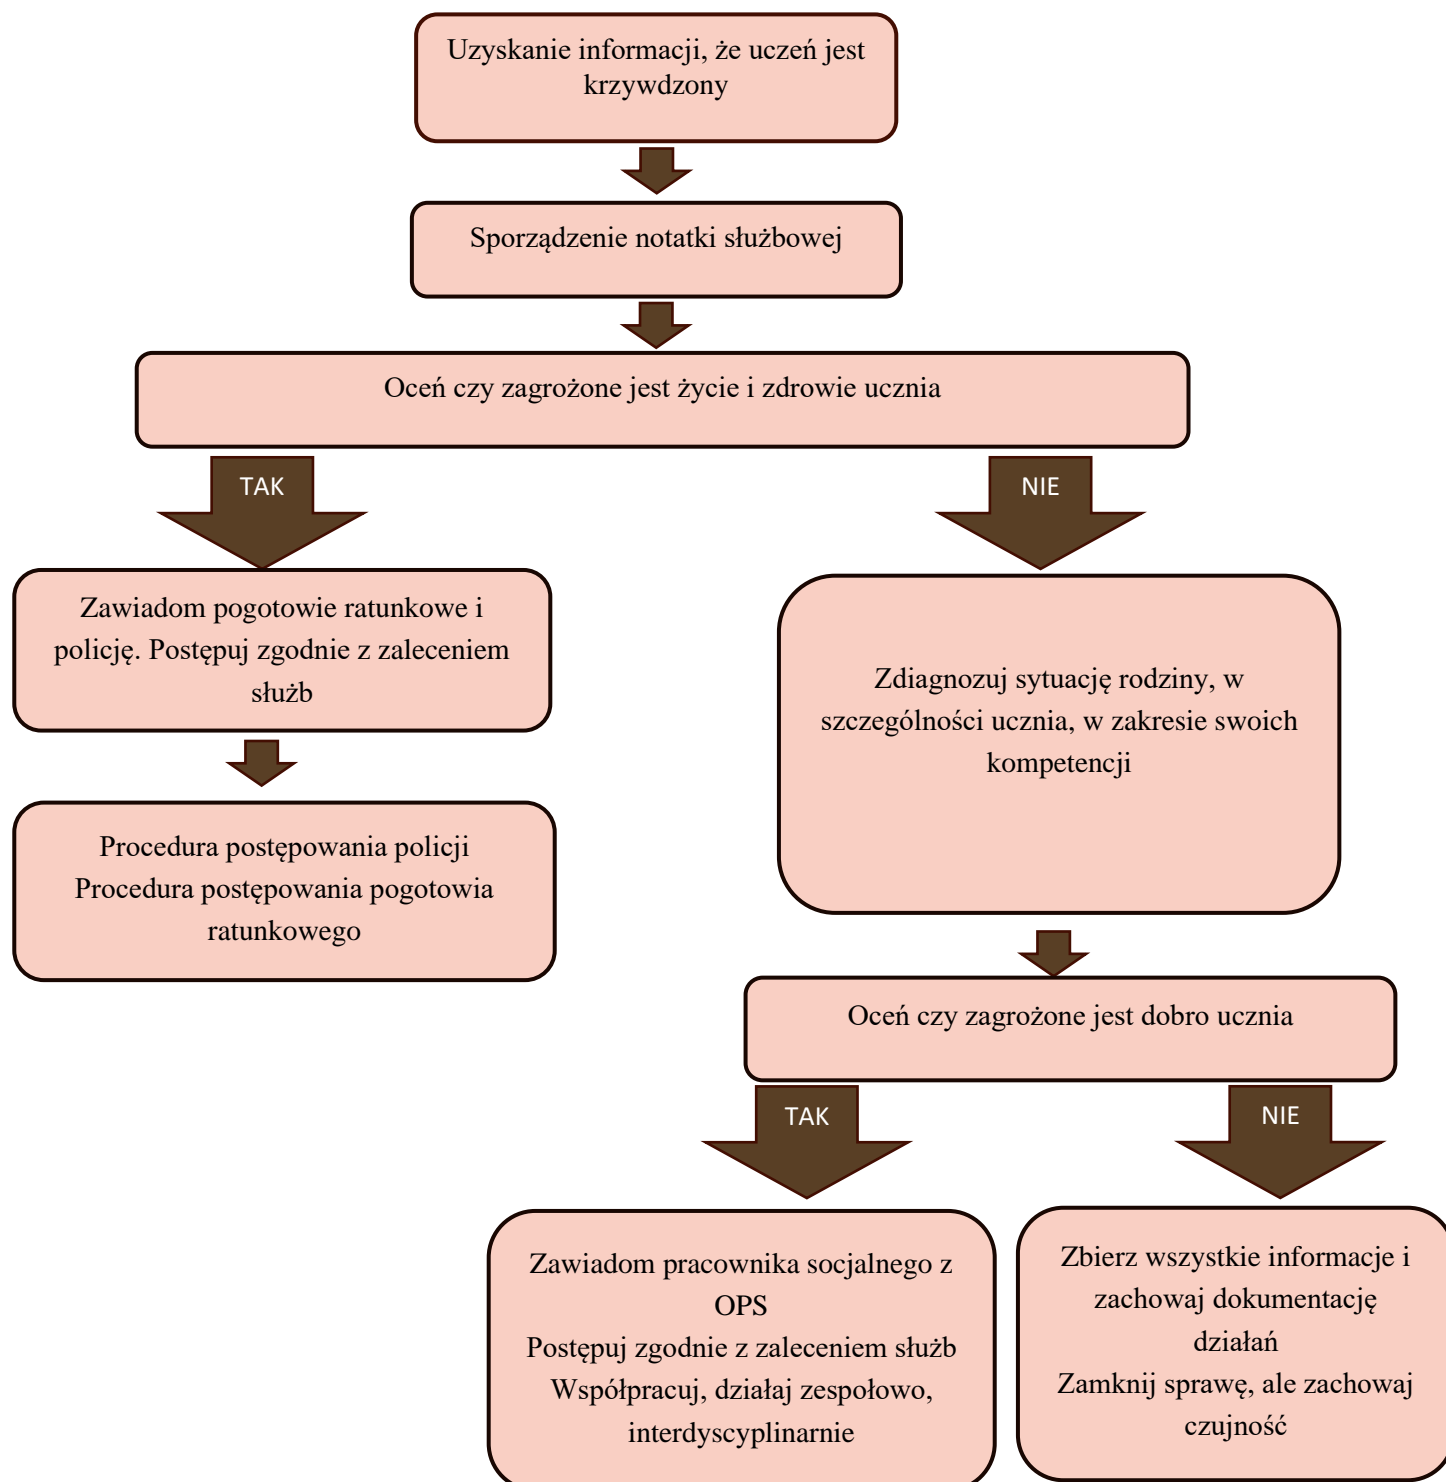 Uzyskanie informacji, że uczeń jest
krzywdzony
Sporządzenie notatki służbowej
Oceń czy zagrożone jest życie i zdrowie ucznia
TAK
NIE
Zawiadom pogotowie ratunkowe i
policję. Postępuj zgodnie z zaleceniem
służb
Zdiagnozuj sytuację rodziny, w
szczególności ucznia, w zakresie swoich
kompetencji
Procedura postępowania policji
Procedura postępowania pogotowia
ratunkowego
Oceń czy zagrożone jest dobro ucznia
TAK
NIE
Zawiadom pracownika socjalnego z
OPS
Postępuj zgodnie z zaleceniem służb
Współpracuj, działaj zespołowo,
interdyscyplinarnie
Zbierz wszystkie informacje i
zachowaj dokumentację
działań
Zamknij sprawę, ale zachowaj
czujność